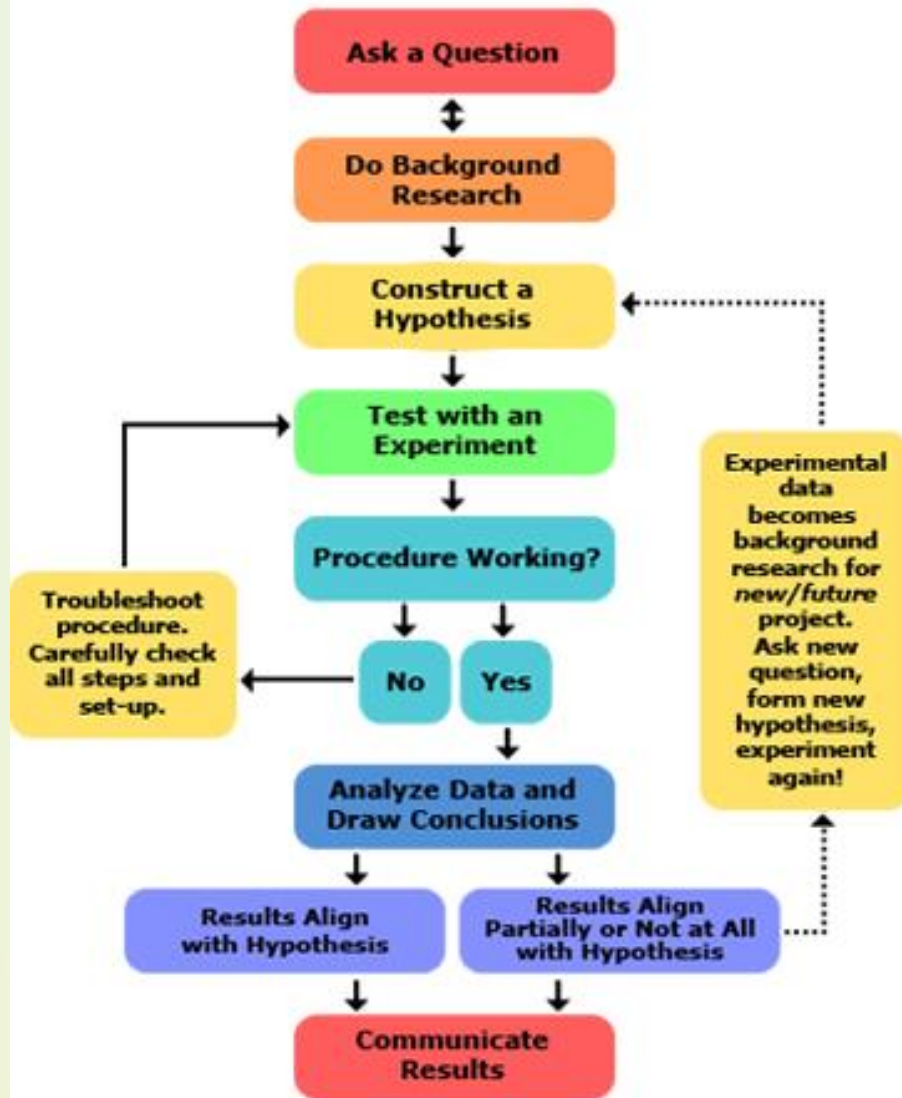 Ask a Question
Do Background
Research
Construct a
Hypothesis
Test with an
Experiment
Procedure Working?
No
Yes
Troubleshoot
procedure.
Carefully check
all steps and
set-up.
Experimental
data
becomes
background
research for
new/future
project.
Ask new
question,
form new
hypothesis,
experiment
again!
Analyze Data and
Draw Conclusions
Results Align
with Hypothesis
Results Align
Partially or Not at All
with Hypothesis
Communicate
Results